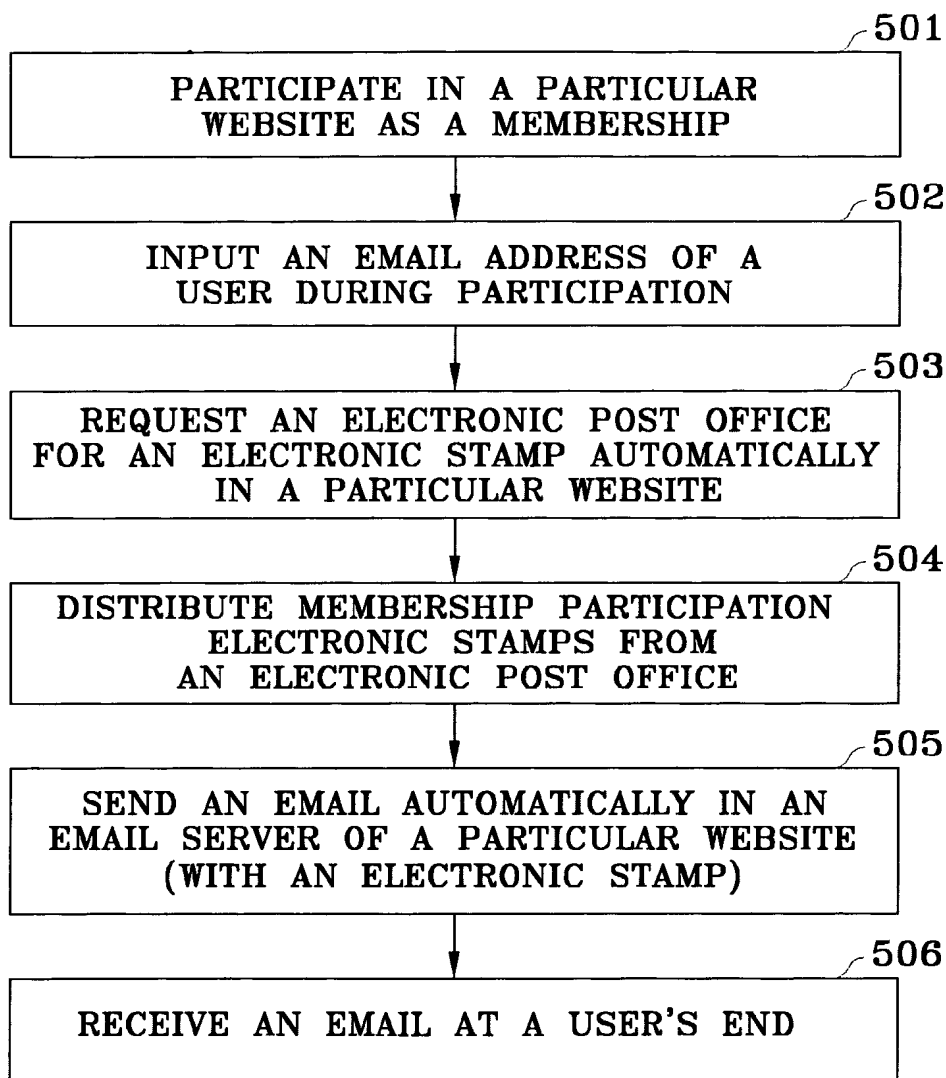 501
PARTICIPATE IN A PARTICULAR
WEBSITE AS A MEMBERSHIP
502
INPUT AN EMAIL ADDRESS OF A
USER DURING PARTICIPATION
503
REQUEST AN ELECTRONIC POST OFFICE
FOR AN ELECTRONIC STAMP AUTOMATICALLY
IN A PARTICULAR WEBSITE
504
DISTRIBUTE MEMBERSHIP PARTICIPATION
ELECTRONIC STAMPS FROM
AN ELECTRONIC POST OFFICE
505
SEND AN EMAIL AUTOMATICALLY IN AN
EMAIL SERVER OF A PARTICULAR WEBSITE
(WITH AN ELECTRONIC STAMP)
506
RECEIVE AN EMAIL AT A USER'S END